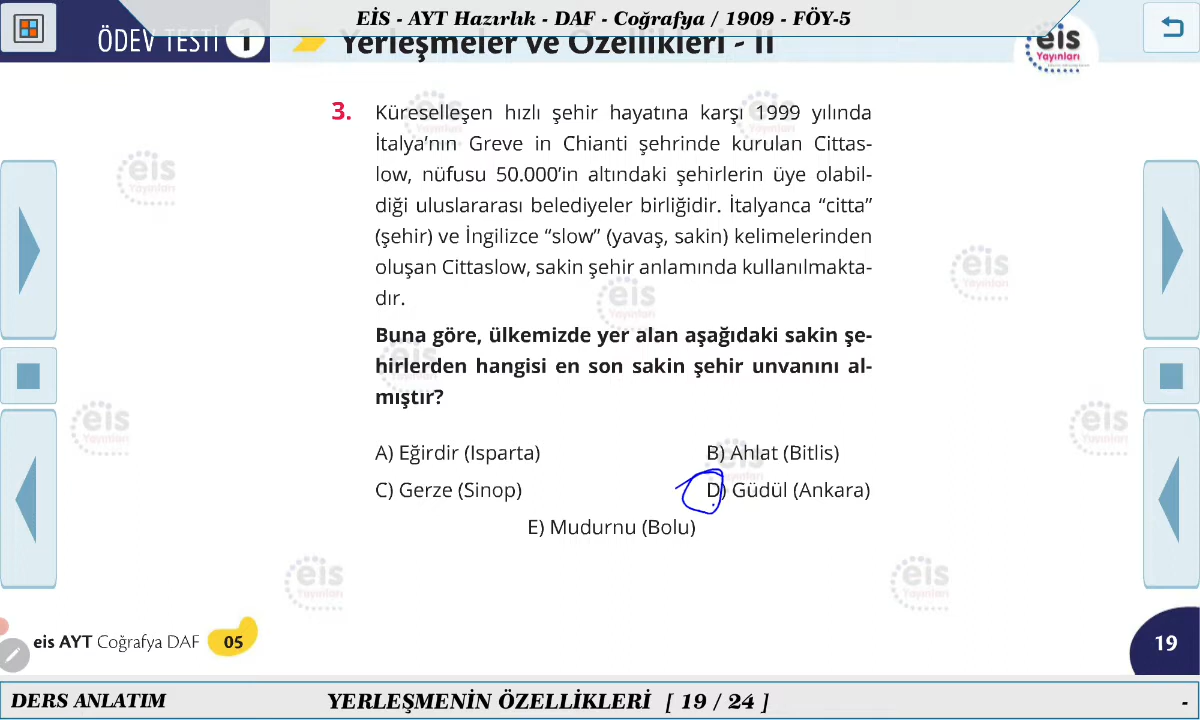 EİS - AYT Hazırlık - DAF - Coğrafya / 1909 - FÖY-5
ÖDEV TESTİ 1
Yerleşmeler ve Özellikleri - II
eis
Yayınları
3. Küreselleşen hızlı şehir hayatına karşı 1999 yılında
İtalya’nın Greve in Chianti şehrinde kurulan Cittas-
low, nüfusu 50.000’in altındaki şehirlerin üye olabil-
diği uluslararası belediyeler birliğidir. İtalyanca “citta”
(şehir) ve İngilizce “slow” (yavaş, sakin) kelimelerinden
oluşan Cittaslow, sakin şehir anlamında kullanılmakta-
dır.
Buna göre, ülkemizde yer alan aşağıdaki sakin şe-
hirlerden hangisi en son sakin şehir unvanını al-
mıştır?
A) Eğirdir (Isparta)
B) Ahlat (Bitlis)
C) Gerze (Sinop)
D) Güdül (Ankara)
E) Mudurnu (Bolu)
eis AYT Coğrafya DAF 05
19
DERS ANLATIM
YERLEŞMENİN ÖZELLİKLERİ [ 19 / 24 ]
-